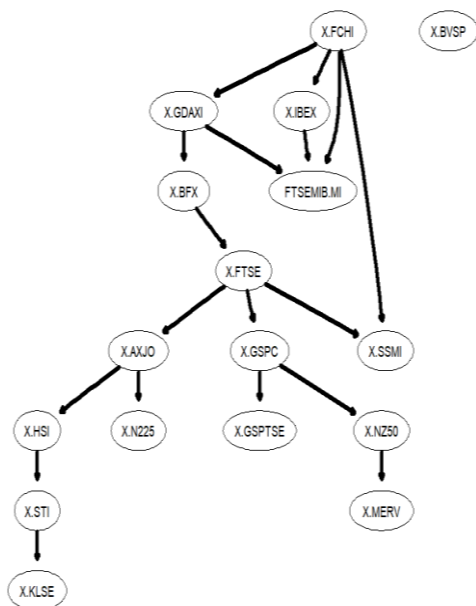 X.FCHI
X.BVSP
X.GDAXI
X.IBEX
X.BFX
FTSEMIB.MI
X.FTSE
X.AXJO
X.GSPC
X.SSMI
X.HSI
X.N225
X.GSPTSE
X.NZ50
X.STI
X.MERV
X.KLSE